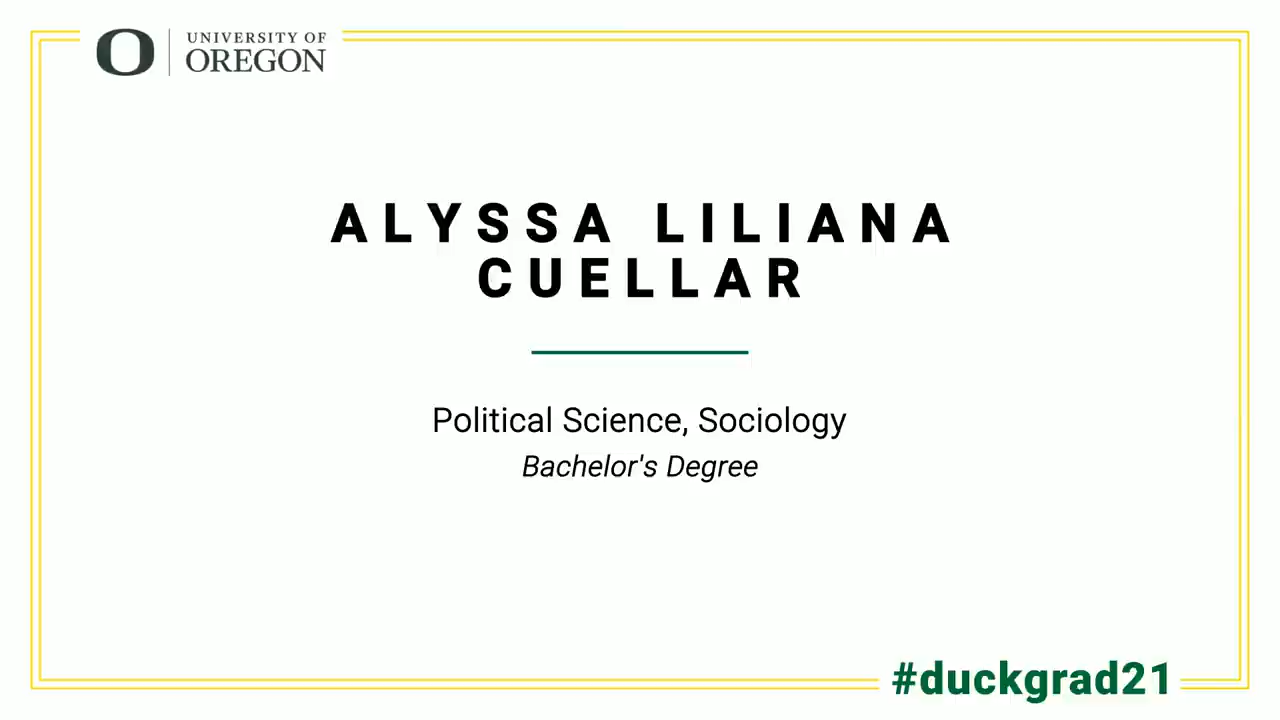 UNIVERSITY OF
OREGON
ALYSSA LILIANA
CUELLAR
Political Science, Sociology
Bachelor's Degree
#duckgrad21